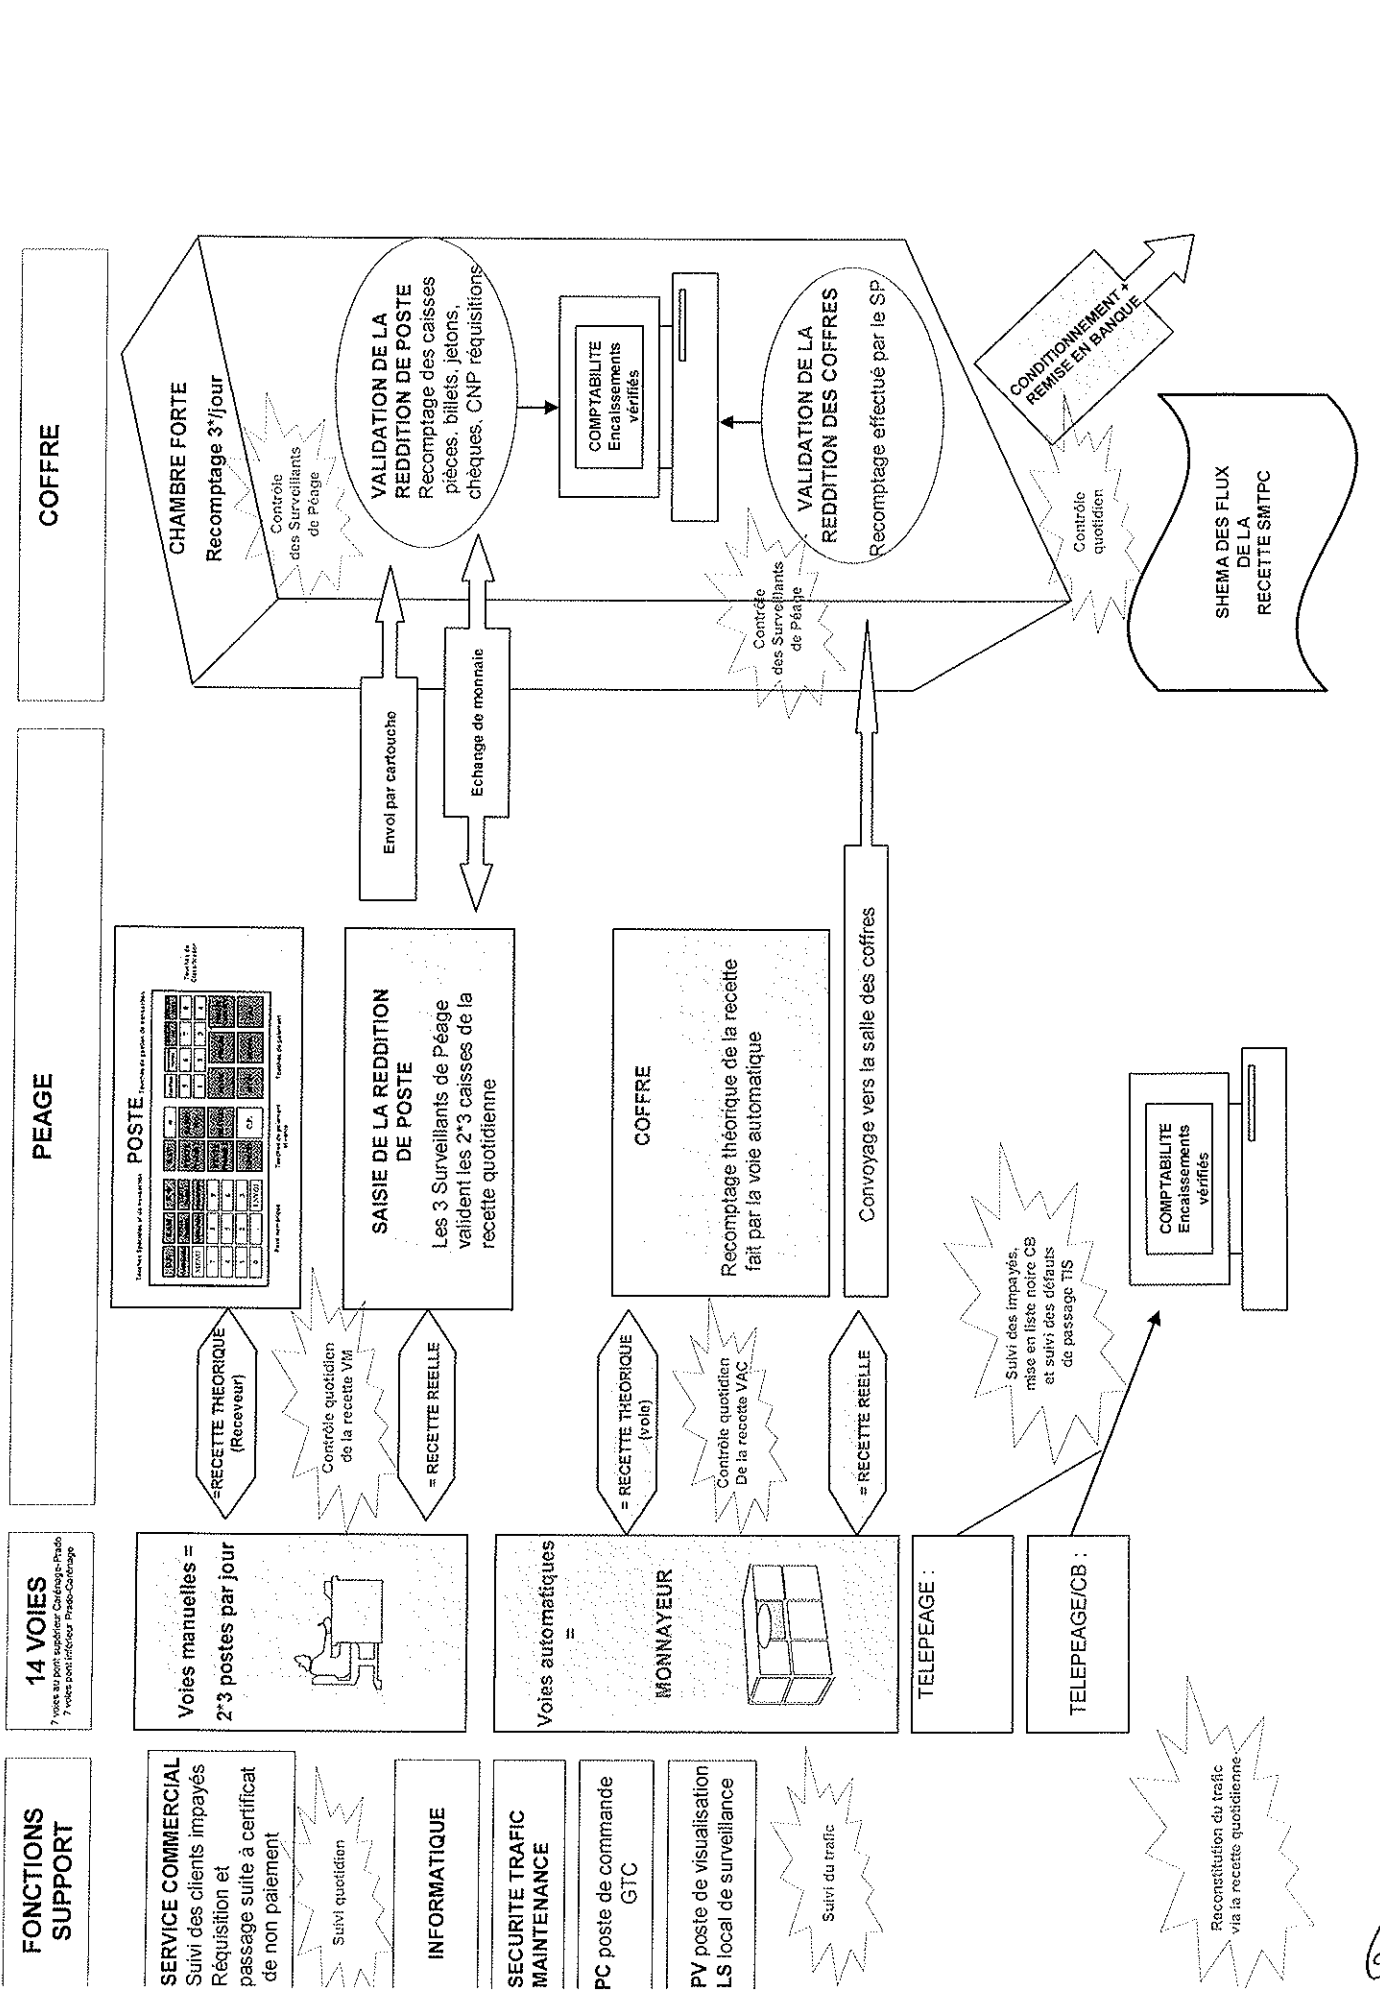 FONCTIONS
SUPPORT
SERVICE COMMERCIAL
Suivi des clients impayés
Réquisition et
passage suite à certificat
de non paiement
Suivi quotidien
INFORMATIQUE
SECURITE TRAFIC
MAINTENANCE
PC poste de commande
GTC
PV poste de visualisation
LS local de surveillance
Suivi du trafic
Reconstitution du trafic
via la recette quotidienne
14 VOIES
7 voies au pont supérieur Carénage-Prado
7 voies pont inférieur Prado-Carénage
Voies manuelles =
2*3 postes par jour
Voies automatiques
=
MONNAYEUR
TELEPEAGE :
TELEPEAGE/CB :
PEAGE
=RECETTE THEORIQUE
(Receveur)
Contrôle quotidien
de la recette VM
= RECETTE REELLE
= RECETTE THEORIQUE
(voie)
Contrôle quotidien
De la recette VAC
= RECETTE REELLE
Suivi des impayés,
mise en liste noire CB
et suivi des défauts
de passage TIS
POSTE
SAISIE DE LA REDDITION
DE POSTE
Les 3 Surveillants de Péage
valident les 2*3 caisses de la
recette quotidienne
COFFRE
Recomptage théorique de la recette
fait par la voie automatique
Convoyage vers la salle des coffres
COMPTABILITE
Encaissements
vérifiés
Envoi par cartouche
Echange de monnaie
COFFRE
CHAMBRE FORTE
Recomptage 3*/jour
Contrôle
des Surveillants
de Péage
VALIDATION DE LA
REDDITION DE POSTE
Recomptage des caisses
pièces, billets, jetons,
chèques, CNP réquisitions
COMPTABILITE
Encaissements
vérifiés
Contrôle
des Surveillants
de Péage
VALIDATION DE LA
REDDITION DES COFFRES
Recomptage effectué par le SP
CONDITIONNEMENT +
REMISE EN BANQUE
Contrôle
quotidien
SHEMA DES FLUX
DE LA
RECETTE SMTPC